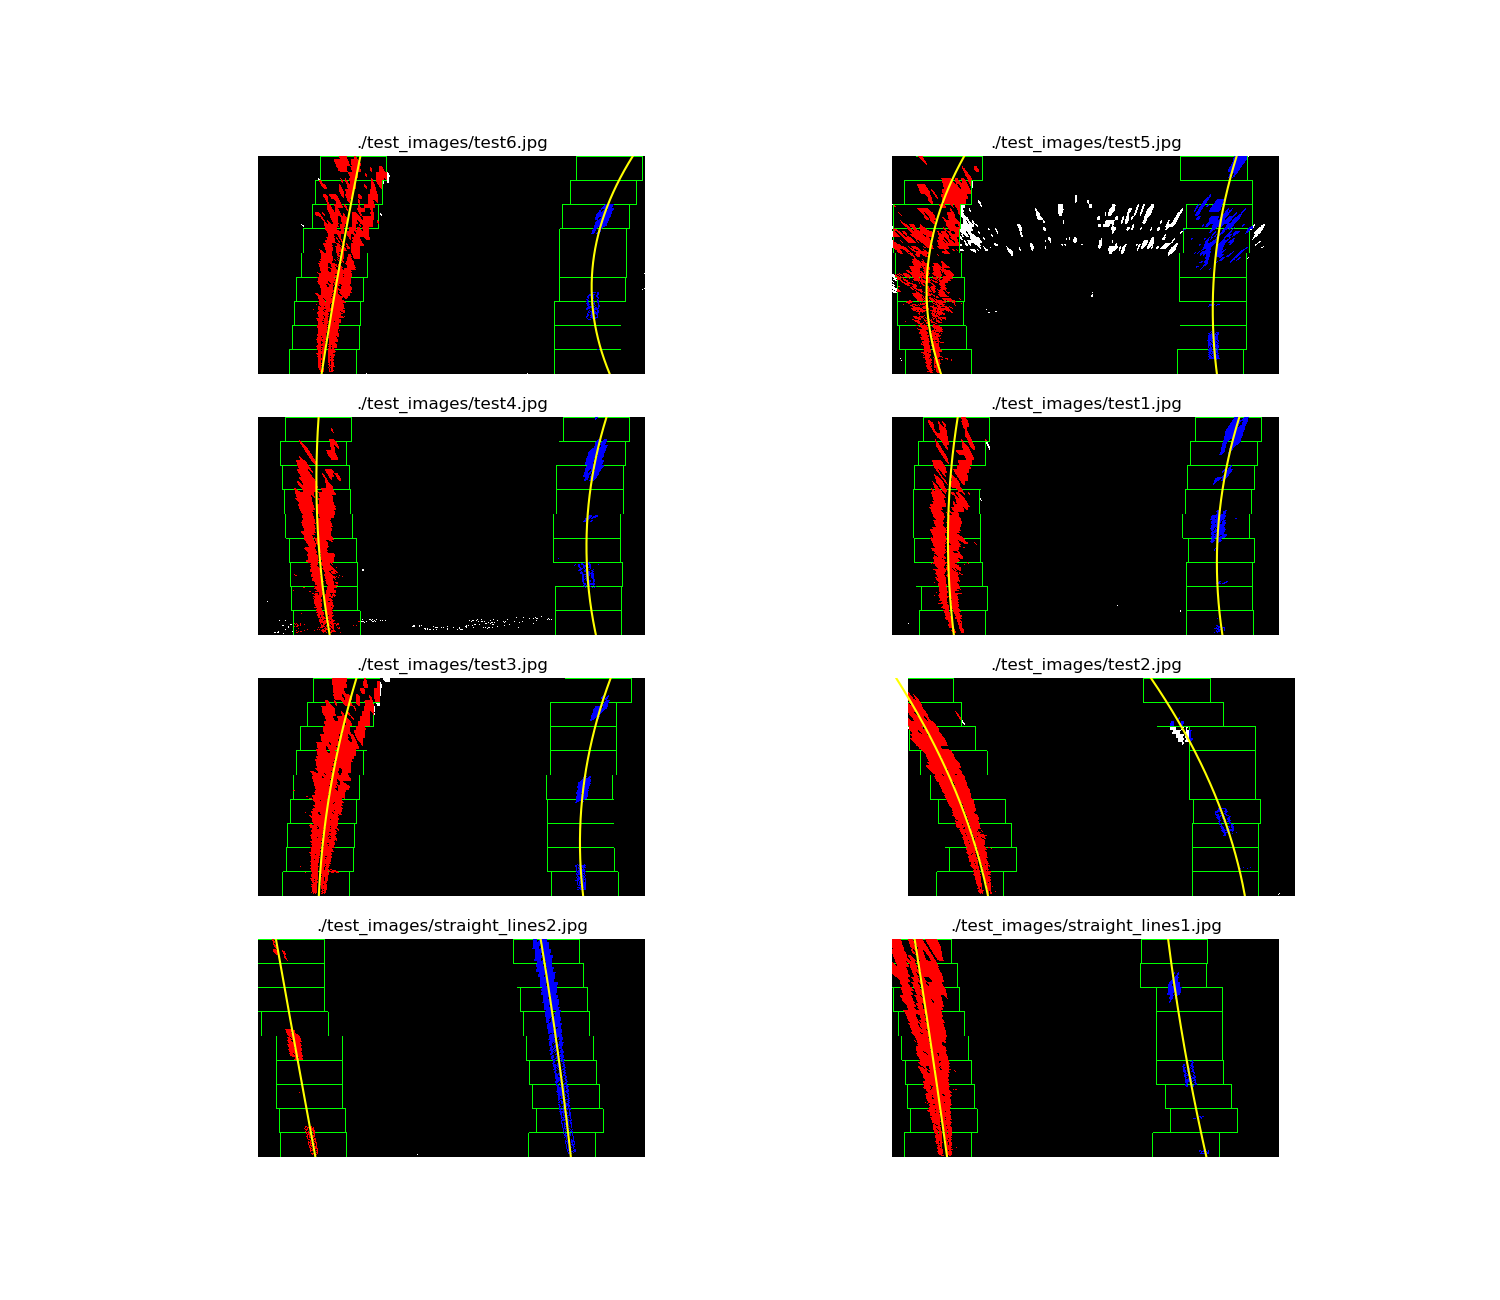 ./test_images/test6.jpg
./test_images/test5.jpg
./test_images/test4.jpg
./test_images/test1.jpg
./test_images/test3.jpg
./test_images/test2.jpg
./test_images/straight_lines2.jpg
./test_images/straight_lines1.jpg